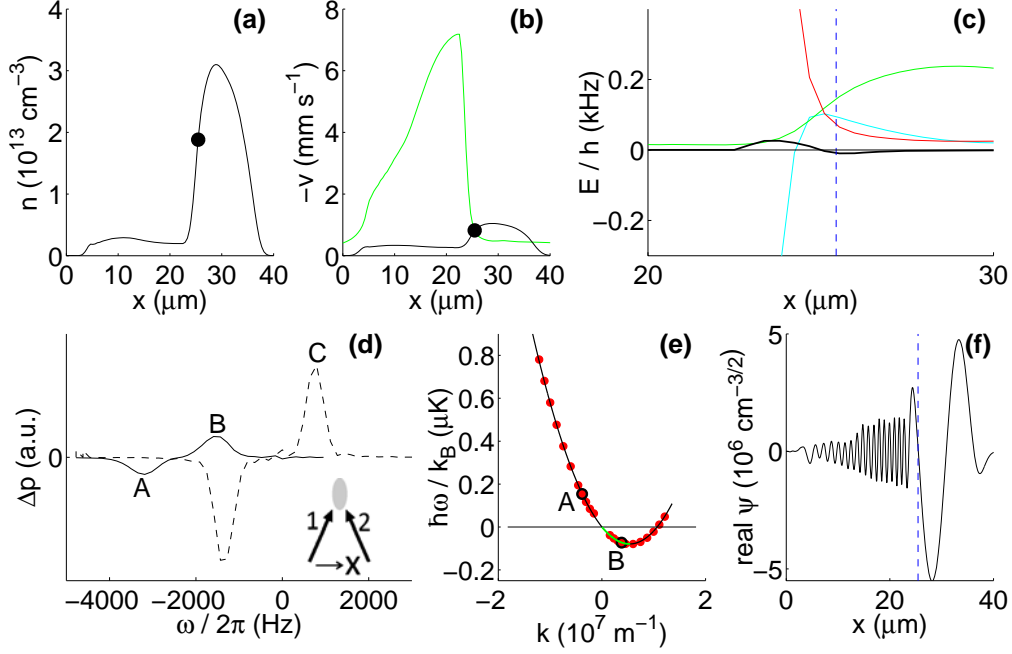 (a)
4
3
2
1
0
n (10¹³ cm⁻³)
0 10 20 30 40
x (μm)
(b)
8
6
4
2
0
-v (mm s⁻¹)
0 10 20 30 40
x (μm)
(c)
0.2
0
-0.2
E / h (kHz)
20 30
x (μm)
(d)
C
B
0
A
Δp (a.u.)
1 2
x
-4000 -2000 0 2000
ω / 2π (Hz)
(e)
0.8
0.6
0.4
0.2
0
-0.2
ħω / k_B (μK)
A
B
-2 0 2
k (10⁷ m⁻¹)
(f)
5
0
-5
real ψ (10⁶ cm⁻³ᐟ²)
0 20 40
x (μm)